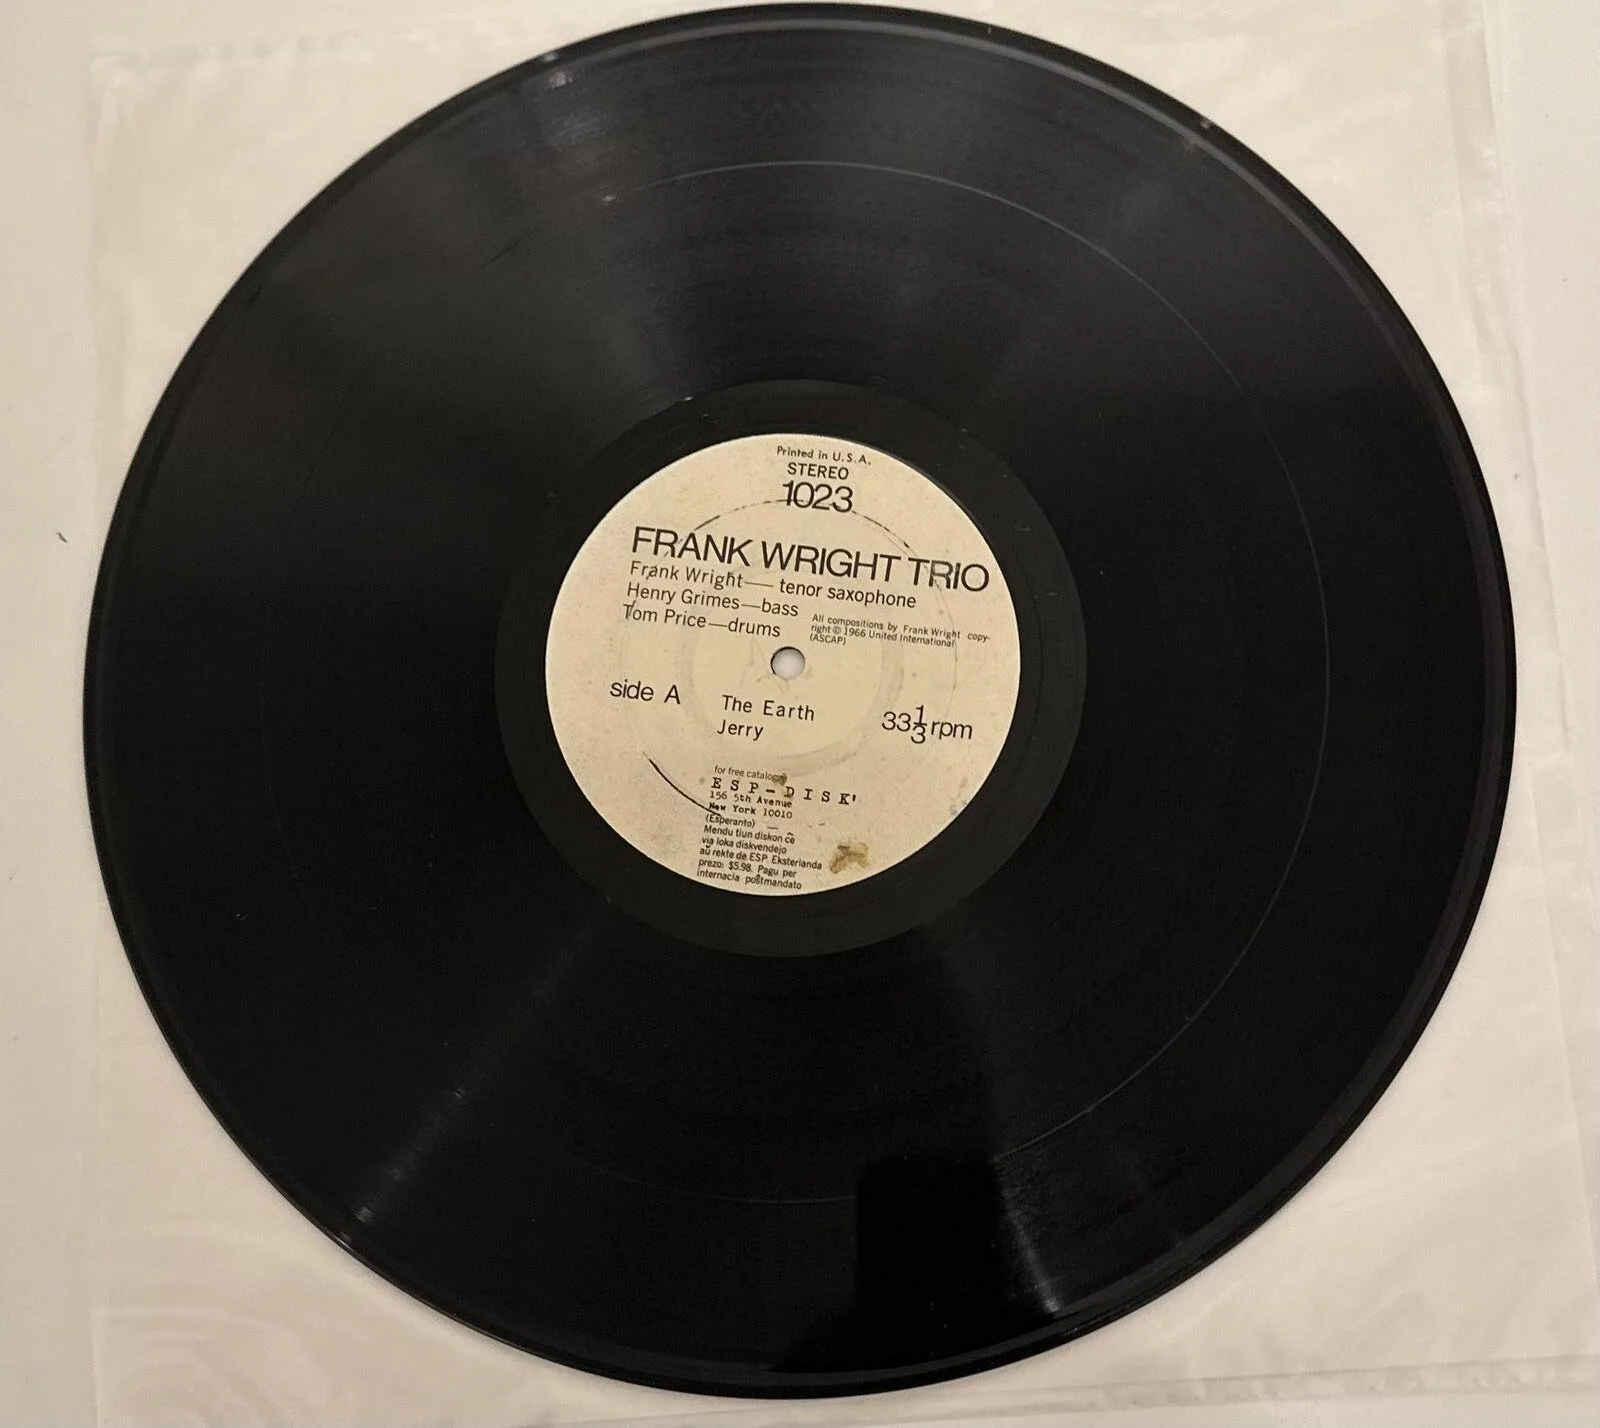 Printed in U.S.A.
STEREO
1023
FRANK WRIGHT TRIO
Frank Wright— tenor saxophone
Henry Grimes—bass
Tom Price—drums
All compositions by Frank Wright copy-
right © 1966 United International
(ASCAP)
side A
The Earth
Jerry
33 1/3 rpm
for free catalogue
ESP-DISK'
156 5th Avenue
New York 10010
(Esperanto) —
Mendu tiun diskon ĉe
via loka diskvendejo
aŭ rekte de ESP. Eksterlanda
prezo: $5.98. Pagu per
internacia poŝtmandato